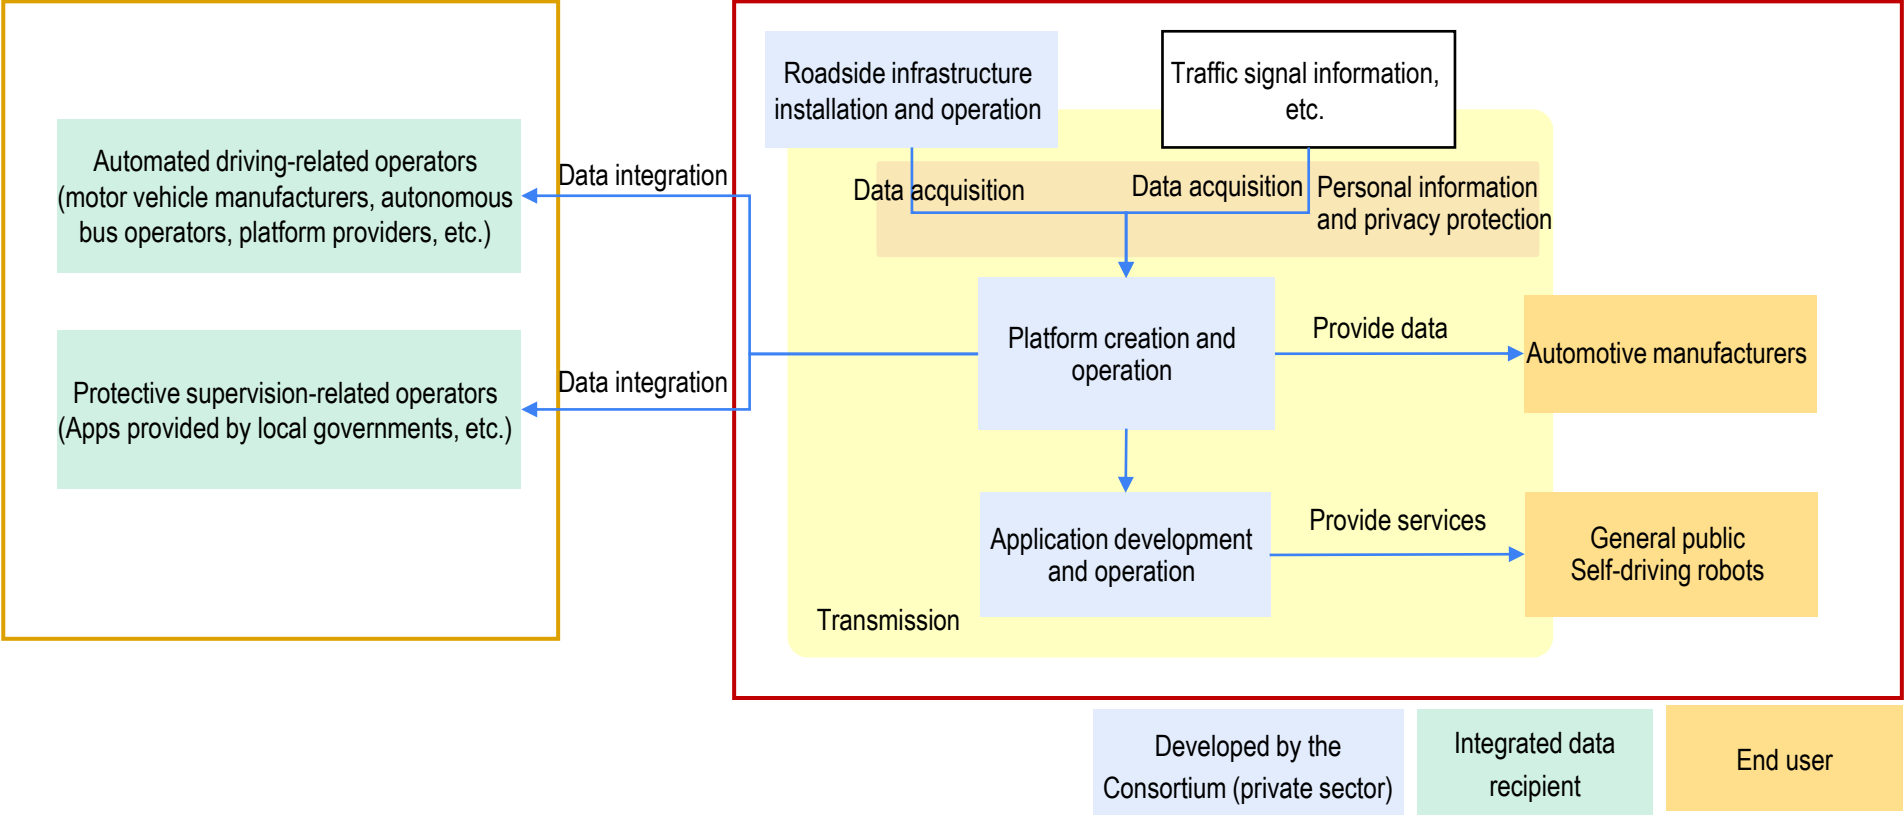 Automated driving-related operators
(motor vehicle manufacturers, autonomous
bus operators, platform providers, etc.)
Protective supervision-related operators
(Apps provided by local governments, etc.)
Data integration
Data integration
Roadside infrastructure
installation and operation
Traffic signal information,
etc.
Data acquisition
Data acquisition
Personal information
and privacy protection
Platform creation and
operation
Provide data
Automotive manufacturers
Application development
and operation
Provide services
General public
Self-driving robots
Transmission
Developed by the
Consortium (private sector)
Integrated data
recipient
End user